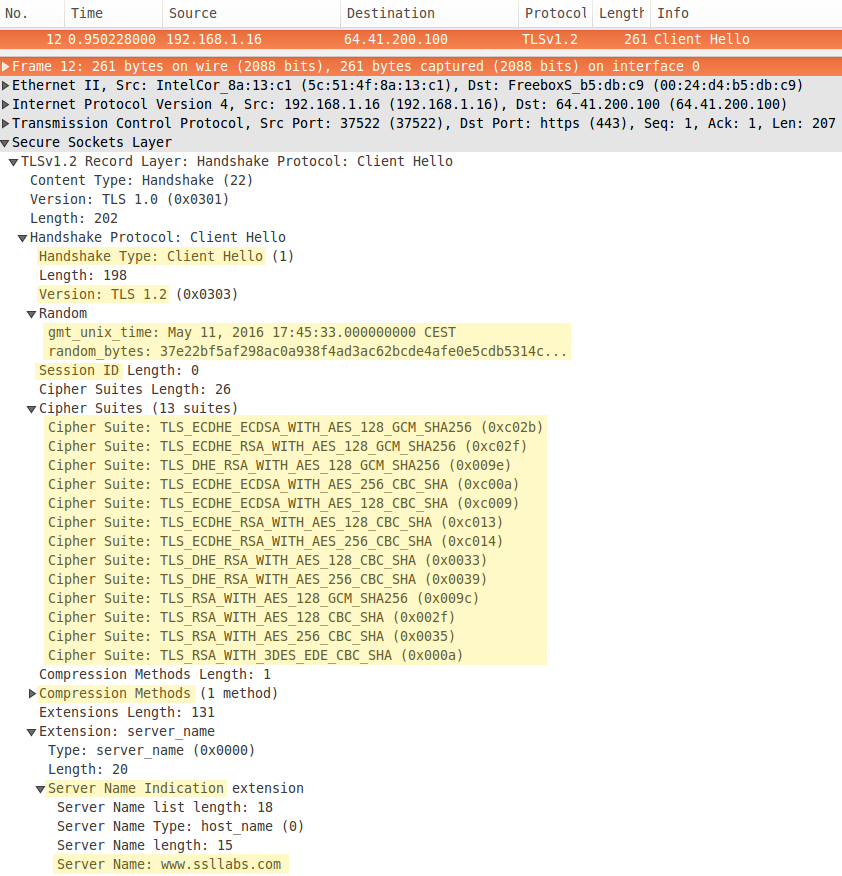 No. Time Source Destination Protocol Length Info
12 0.950228000 192.168.1.16 64.41.200.100 TLSv1.2 261 Client Hello
Frame 12: 261 bytes on wire (2088 bits), 261 bytes captured (2088 bits) on interface 0
Ethernet II, Src: IntelCor_8a:13:c1 (5c:51:4f:8a:13:c1), Dst: FreeboxS_b5:db:c9 (00:24:d4:b5:db:c9)
Internet Protocol Version 4, Src: 192.168.1.16 (192.168.1.16), Dst: 64.41.200.100 (64.41.200.100)
Transmission Control Protocol, Src Port: 37522 (37522), Dst Port: https (443), Seq: 1, Ack: 1, Len: 207
Secure Sockets Layer
TLSv1.2 Record Layer: Handshake Protocol: Client Hello
Content Type: Handshake (22)
Version: TLS 1.0 (0x0301)
Length: 202
Handshake Protocol: Client Hello
Handshake Type: Client Hello (1)
Length: 198
Version: TLS 1.2 (0x0303)
Random
gmt_unix_time: May 11, 2016 17:45:33.000000000 CEST
random_bytes: 37e22bf5af298ac0a938f4ad3ac62bcde4afe0e5cdb5314c...
Session ID Length: 0
Cipher Suites Length: 26
Cipher Suites (13 suites)
Cipher Suite: TLS_ECDHE_ECDSA_WITH_AES_128_GCM_SHA256 (0xc02b)
Cipher Suite: TLS_ECDHE_RSA_WITH_AES_128_GCM_SHA256 (0xc02f)
Cipher Suite: TLS_DHE_RSA_WITH_AES_128_GCM_SHA256 (0x009e)
Cipher Suite: TLS_ECDHE_ECDSA_WITH_AES_256_CBC_SHA (0xc00a)
Cipher Suite: TLS_ECDHE_ECDSA_WITH_AES_128_CBC_SHA (0xc009)
Cipher Suite: TLS_ECDHE_RSA_WITH_AES_128_CBC_SHA (0xc013)
Cipher Suite: TLS_ECDHE_RSA_WITH_AES_256_CBC_SHA (0xc014)
Cipher Suite: TLS_DHE_RSA_WITH_AES_128_CBC_SHA (0x0033)
Cipher Suite: TLS_DHE_RSA_WITH_AES_256_CBC_SHA (0x0039)
Cipher Suite: TLS_RSA_WITH_AES_128_GCM_SHA256 (0x009c)
Cipher Suite: TLS_RSA_WITH_AES_128_CBC_SHA (0x002f)
Cipher Suite: TLS_RSA_WITH_AES_256_CBC_SHA (0x0035)
Cipher Suite: TLS_RSA_WITH_3DES_EDE_CBC_SHA (0x000a)
Compression Methods Length: 1
Compression Methods (1 method)
Extensions Length: 131
Extension: server_name
Type: server_name (0x0000)
Length: 20
Server Name Indication extension
Server Name list length: 18
Server Name Type: host_name (0)
Server Name length: 15
Server Name: www.ssllabs.com